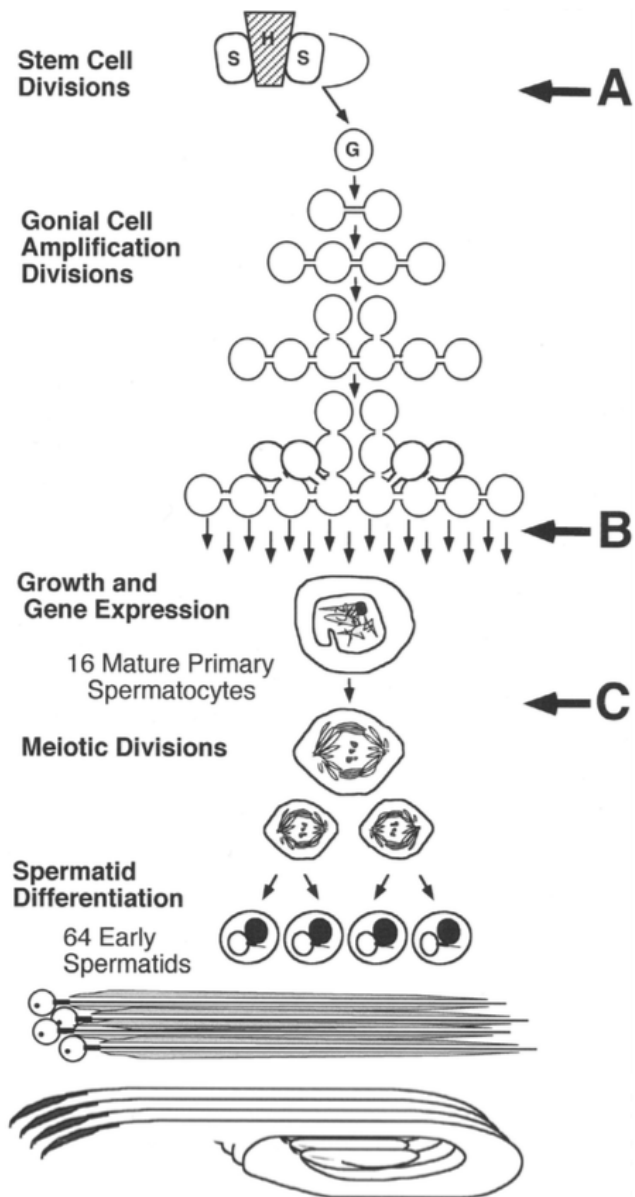 H
S S
Stem Cell
Divisions
A
G
Gonial Cell
Amplification
Divisions
B
Growth and
Gene Expression
16 Mature Primary
Spermatocytes
C
Meiotic Divisions
Spermatid
Differentiation
64 Early
Spermatids